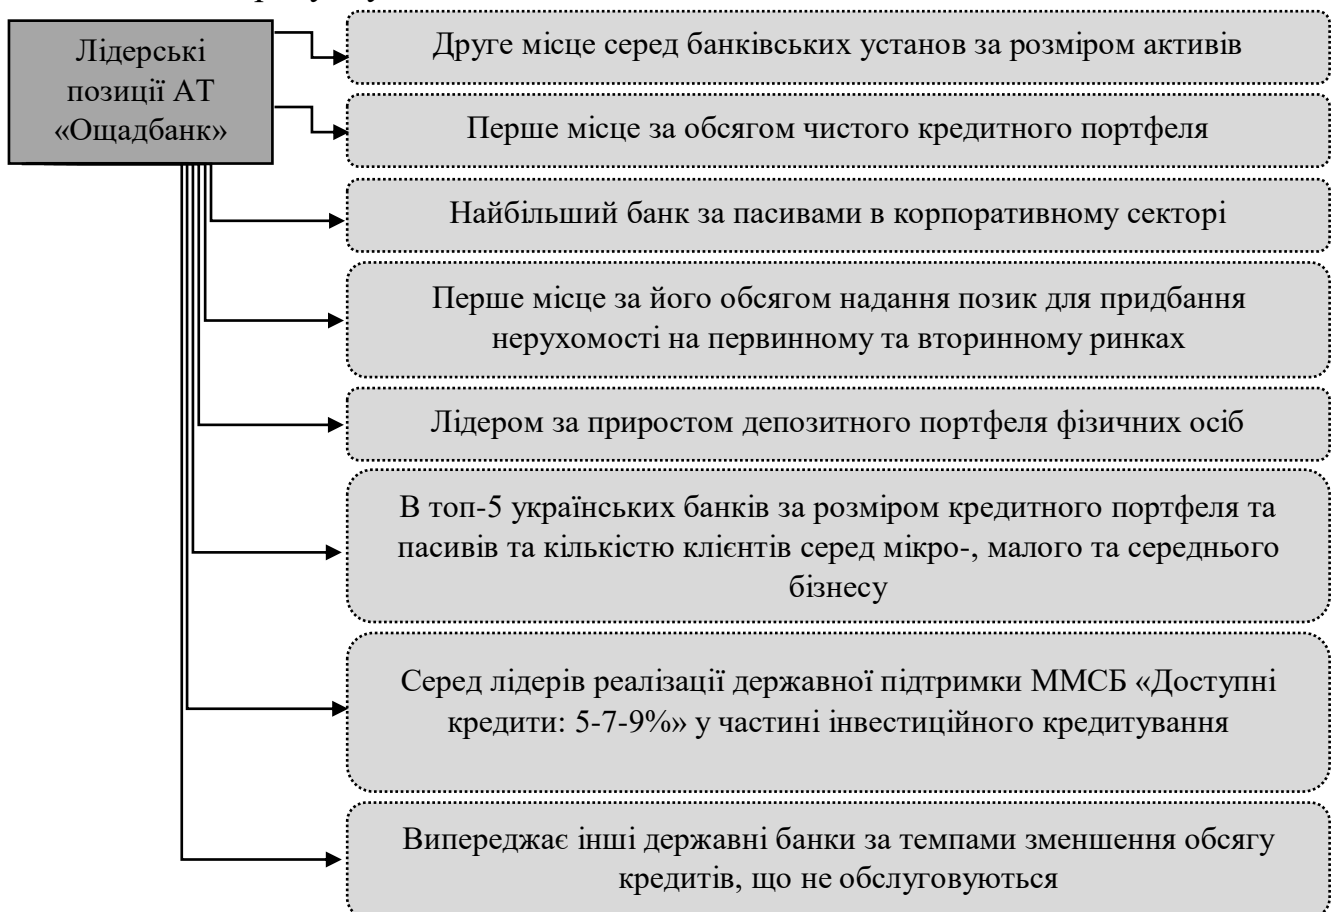 Лідерські
позиції АТ
«Ощадбанк»
Друге місце серед банківських установ за розміром активів
Перше місце за обсягом чистого кредитного портфеля
Найбільший банк за пасивами в корпоративному секторі
Перше місце за його обсягом надання позик для придбання
нерухомості на первинному та вторинному ринках
Лідером за приростом депозитного портфеля фізичних осіб
В топ-5 українських банків за розміром кредитного портфеля та
пасивів та кількістю клієнтів серед мікро-, малого та середнього
бізнесу
Серед лідерів реалізації державної підтримки ММСБ «Доступні
кредити: 5-7-9%» у частині інвестиційного кредитування
Випереджає інші державні банки за темпами зменшення обсягу
кредитів, що не обслуговуються